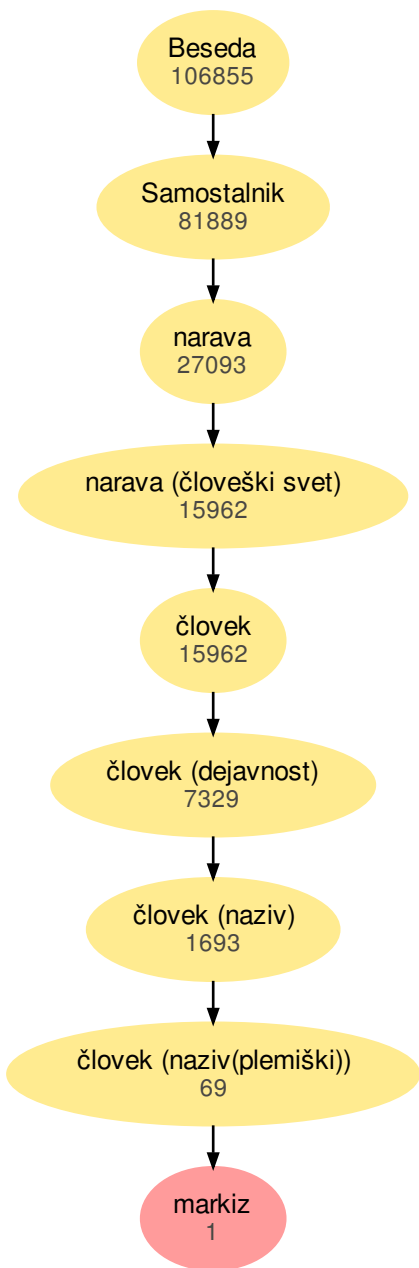 Beseda
106855
Samostalnik
81889
narava
27093
narava (človeški svet)
15962
človek
15962
človek (dejavnost)
7329
človek (naziv)
1693
človek (naziv(plemiški))
69
markiz
1